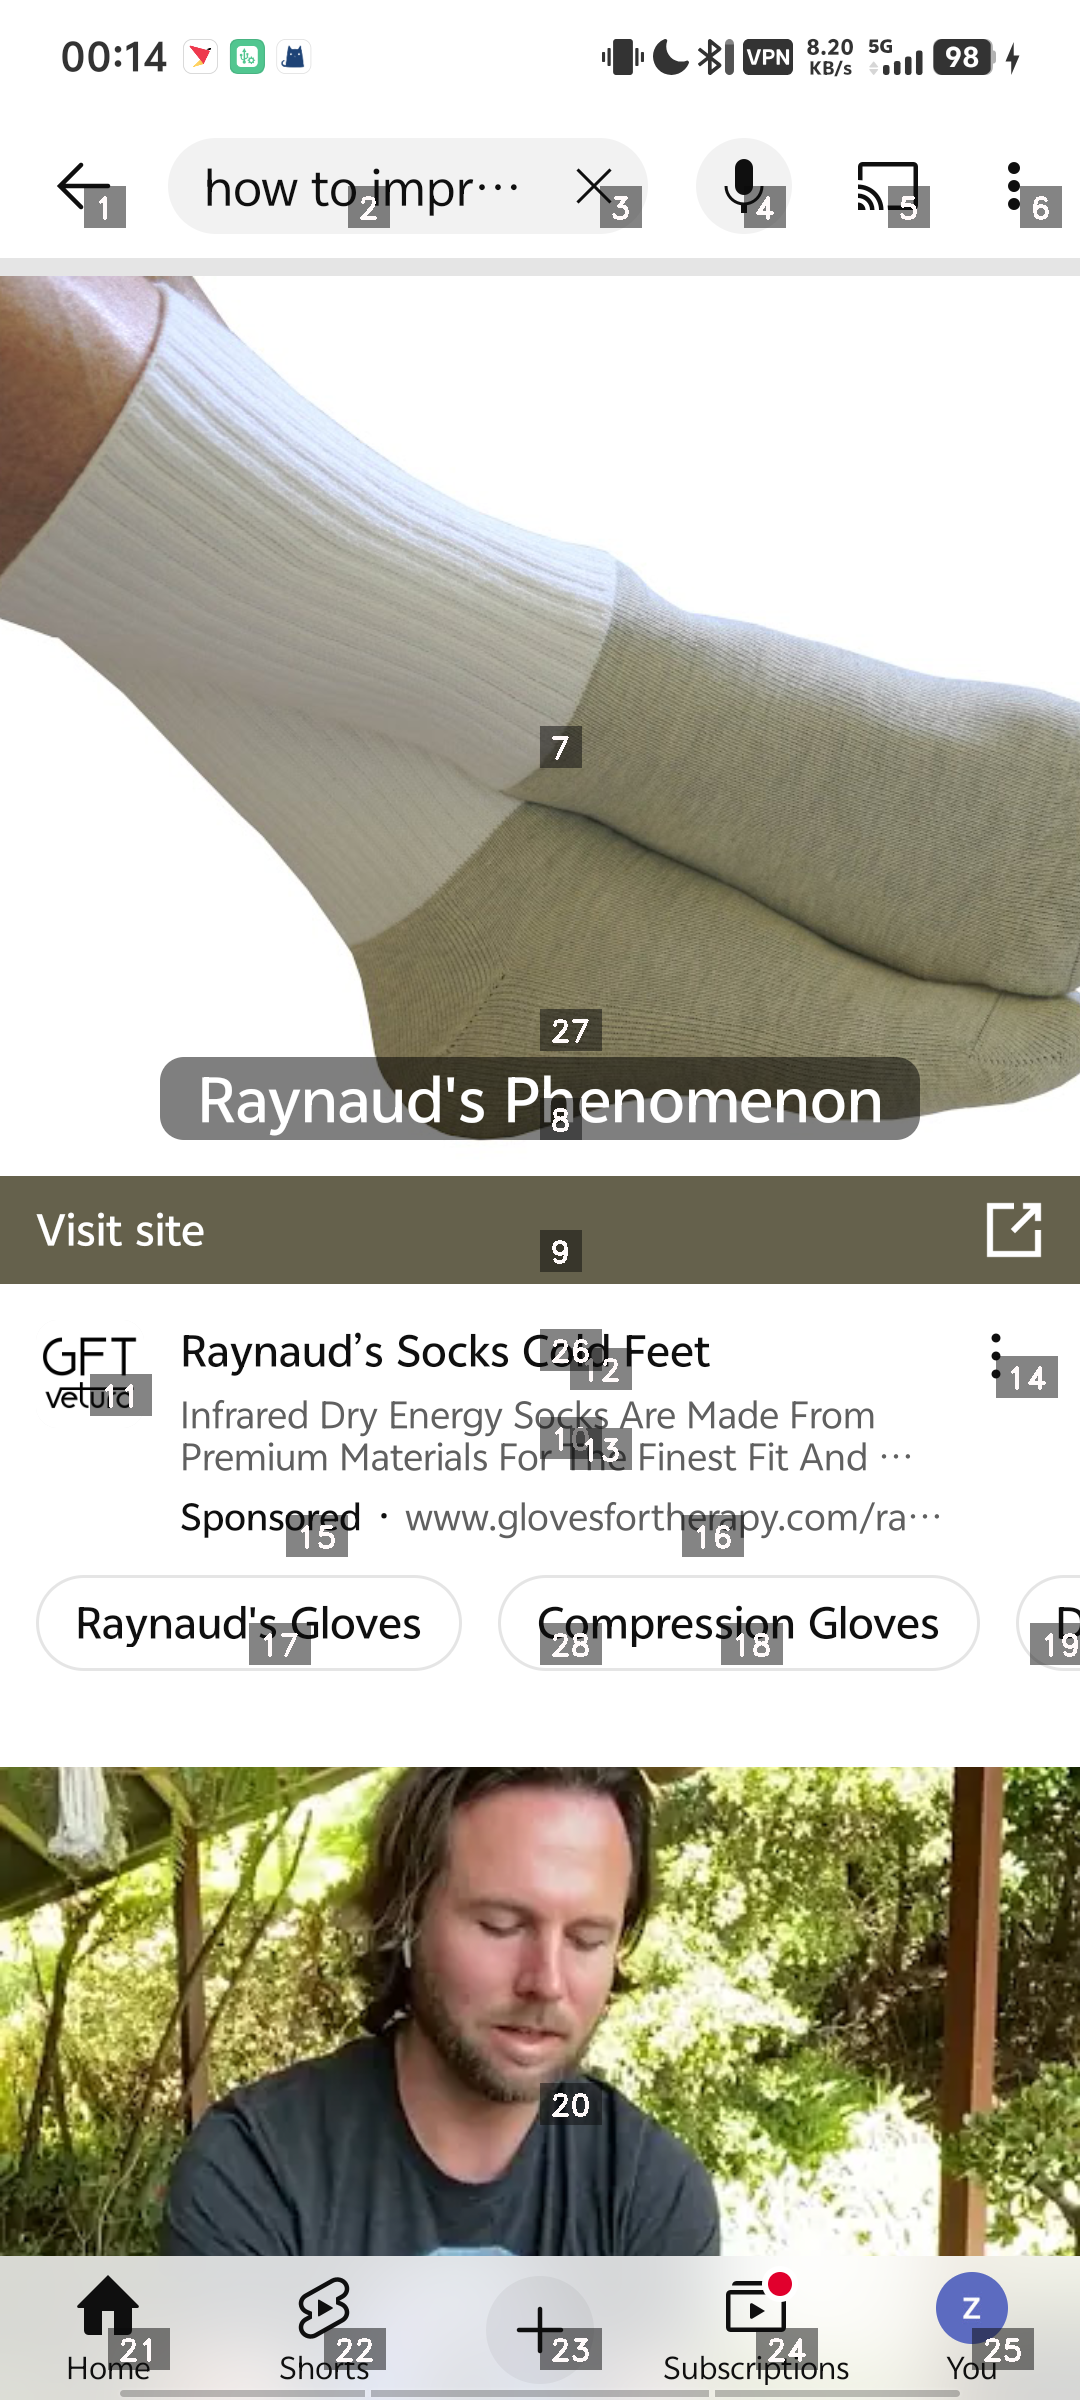 00:14
8.20 KB/s
VPN
5G
98
how to impr···
1
2
3
4
5
6
7
27
Raynaud's Phenomenon
8
Visit site
9
GFT
vetura
11
Raynaud's Socks Cold Feet
26
12
14
Infrared Dry Energy Socks Are Made From
Premium Materials For The Finest Fit And ···
10
13
Sponsored · www.glovesfortherapy.com/ra···
15
16
Raynaud's Gloves
Compression Gloves
D
17
28
18
19
20
Z
21
22
23
24
25
Home
Shorts
Subscriptions
You